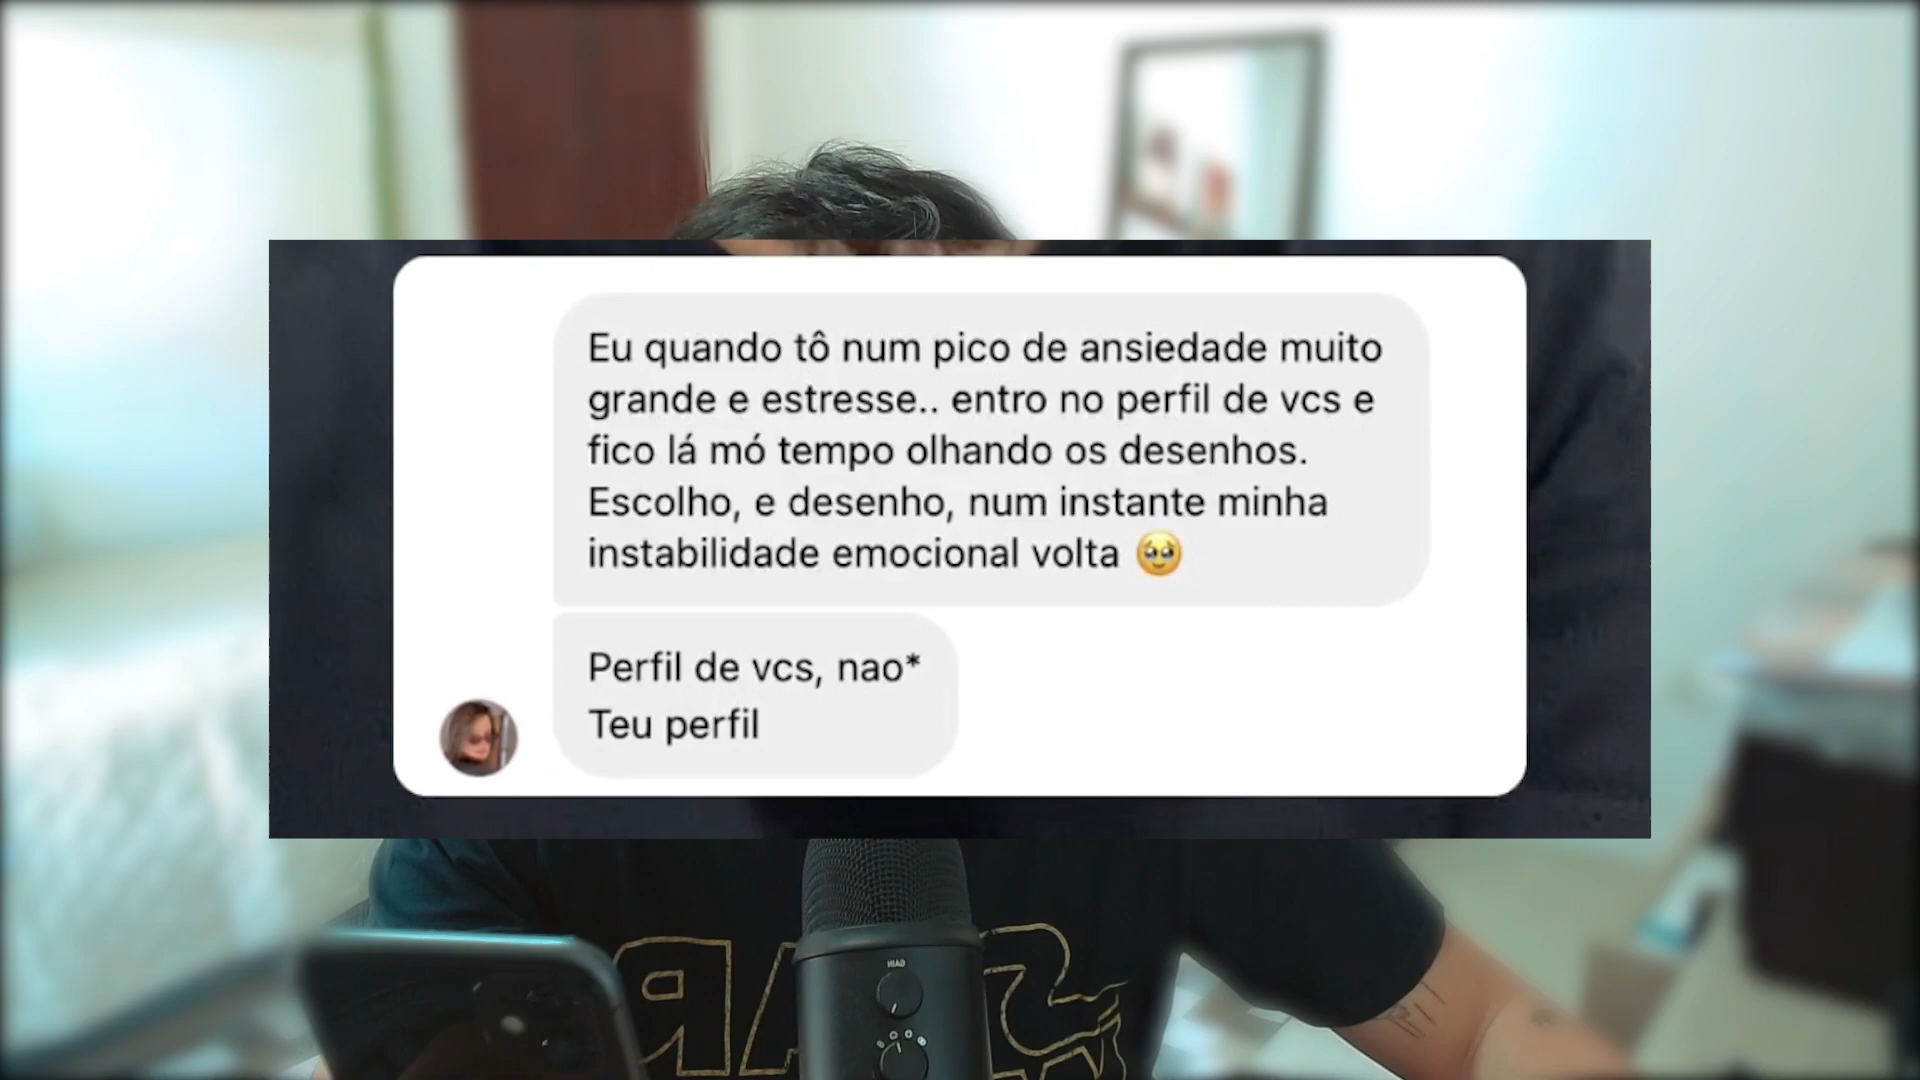 Eu quando tô num pico de ansiedade muito
grande e estresse.. entro no perfil de vcs e
fico lá mó tempo olhando os desenhos.
Escolho, e desenho, num instante minha
instabilidade emocional volta 🥹
Perfil de vcs, nao*
Teu perfil
GAIN